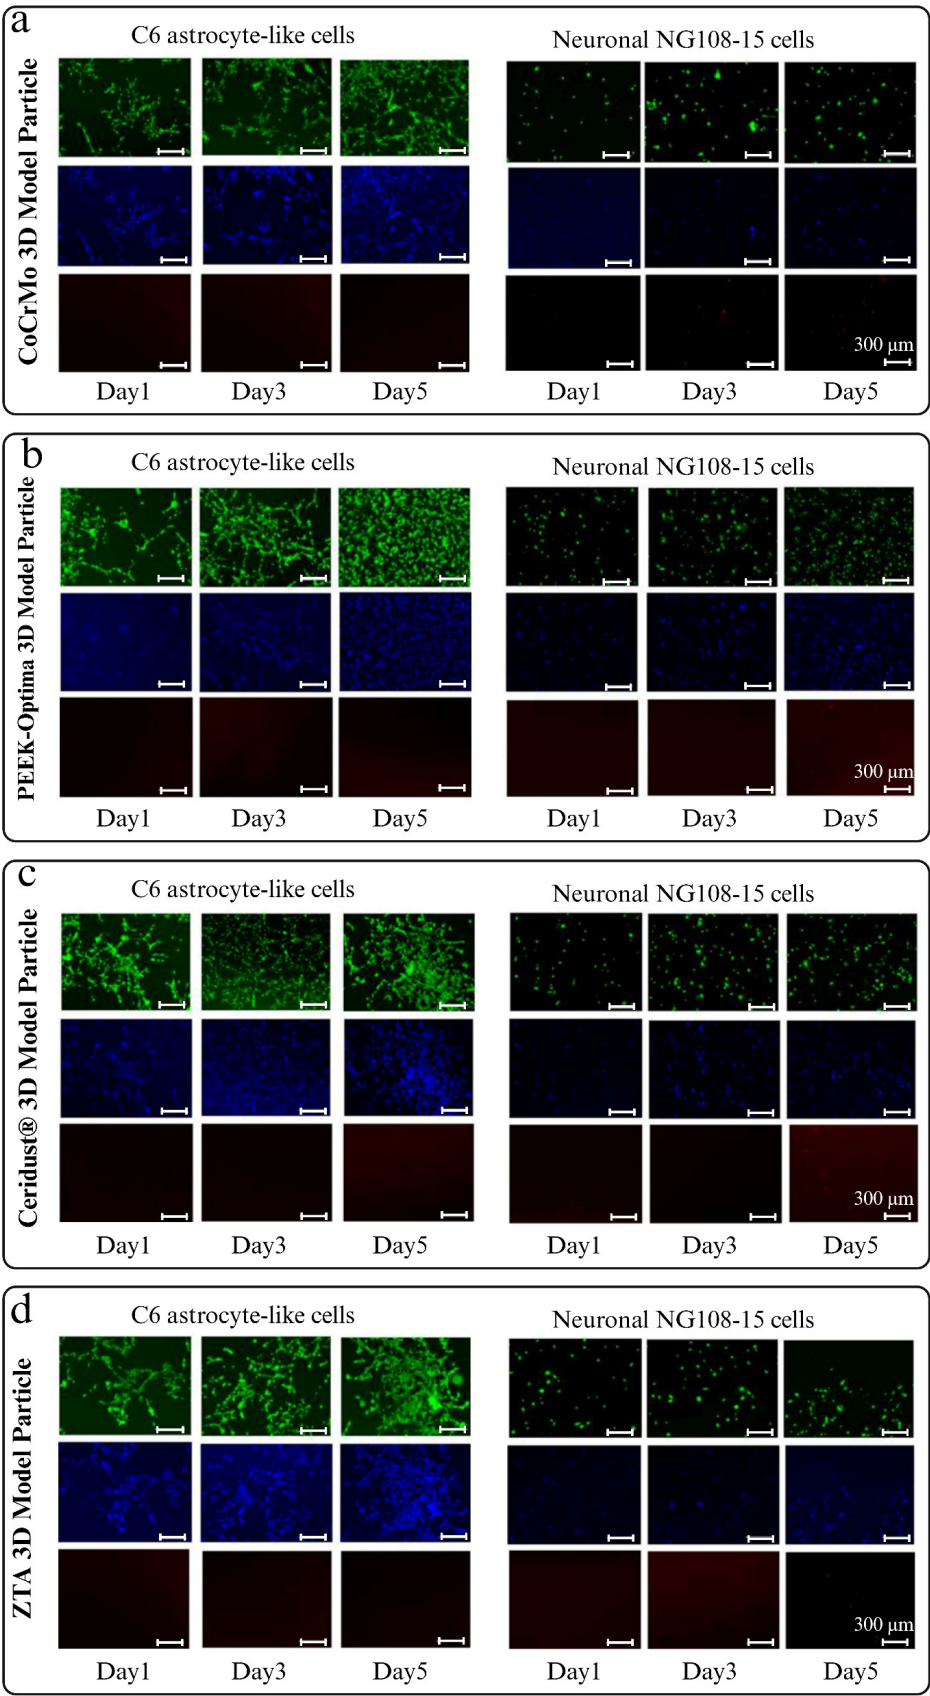 a
C6 astrocyte-like cells
Neuronal NG108-15 cells
CoCrMo 3D Model Particle
300 μm
Day1
Day3
Day5
Day1
Day3
Day5
b
C6 astrocyte-like cells
Neuronal NG108-15 cells
PEEK-Optima 3D Model Particle
300 μm
Day1
Day3
Day5
Day1
Day3
Day5
c
C6 astrocyte-like cells
Neuronal NG108-15 cells
Ceridust® 3D Model Particle
300 μm
Day1
Day3
Day5
Day1
Day3
Day5
d
C6 astrocyte-like cells
Neuronal NG108-15 cells
ZTA 3D Model Particle
300 μm
Day1
Day3
Day5
Day1
Day3
Day5